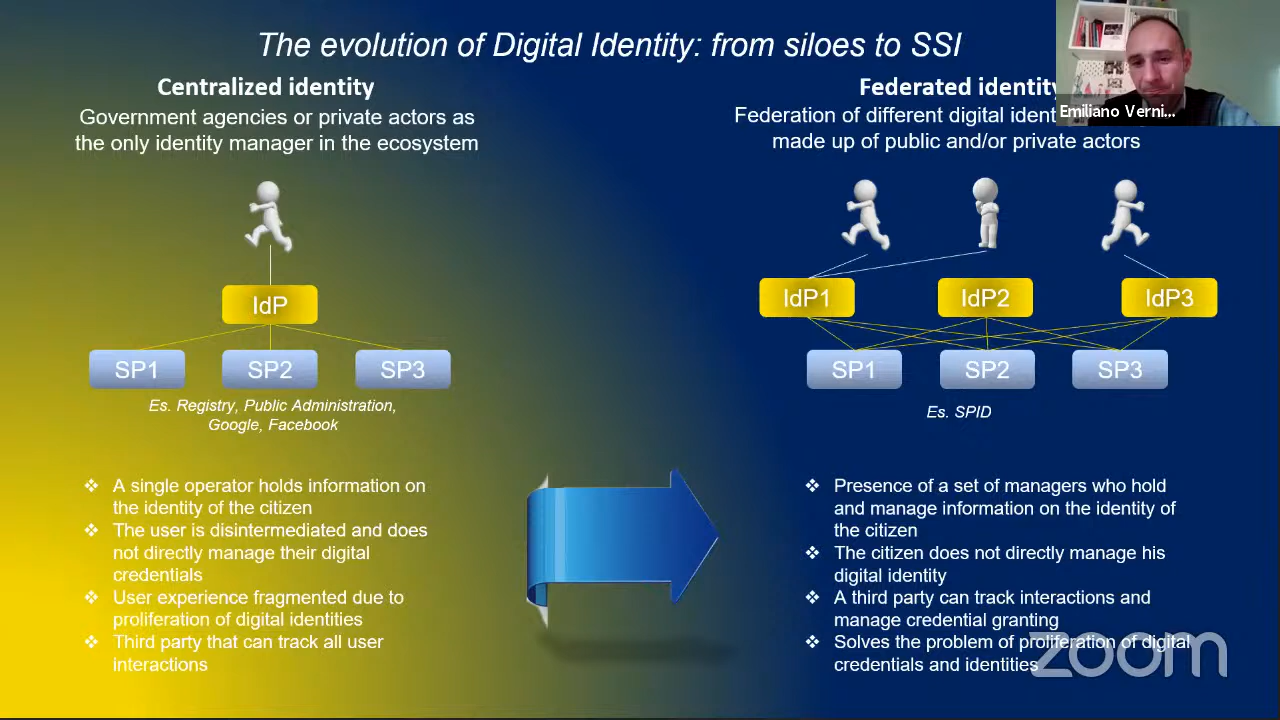 The evolution of Digital Identity: from siloes to SSI
Centralized identity
Government agencies or private actors as
the only identity manager in the ecosystem
IdP
SP1 SP2 SP3
Es. Registry, Public Administration,
Google, Facebook
❖ A single operator holds information on
the identity of the citizen
❖ The user is disintermediated and does
not directly manage their digital
credentials
❖ User experience fragmented due to
proliferation of digital identities
❖ Third party that can track all user
interactions
Federated identity
Federation of different digital
made up of public and/or private actors
IdP1 IdP2 IdP3
SP1 SP2 SP3
Es. SPID
❖ Presence of a set of managers who hold
and manage information on the identity of
the citizen
❖ The citizen does not directly manage his
digital identity
❖ A third party can track interactions and
manage credential granting
❖ Solves the problem of proliferation of digital
credentials and identities
Emiliano Verni...
zoom